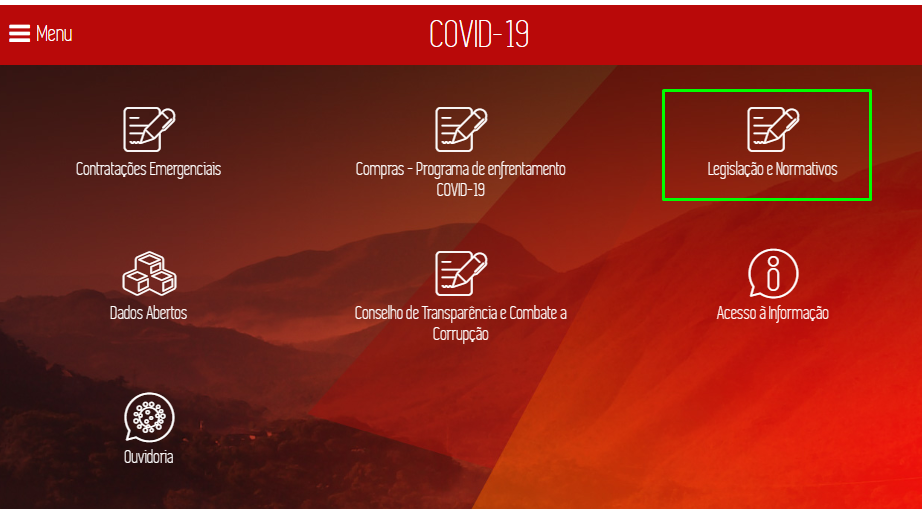 Menu
COVID-19
Contratações Emergenciais
Compras - Programa de enfrentamento
COVID-19
Legislação e Normativos
Dados Abertos
Conselho de Transparência e Combate a
Corrupção
Acesso à Informação
Ouvidoria